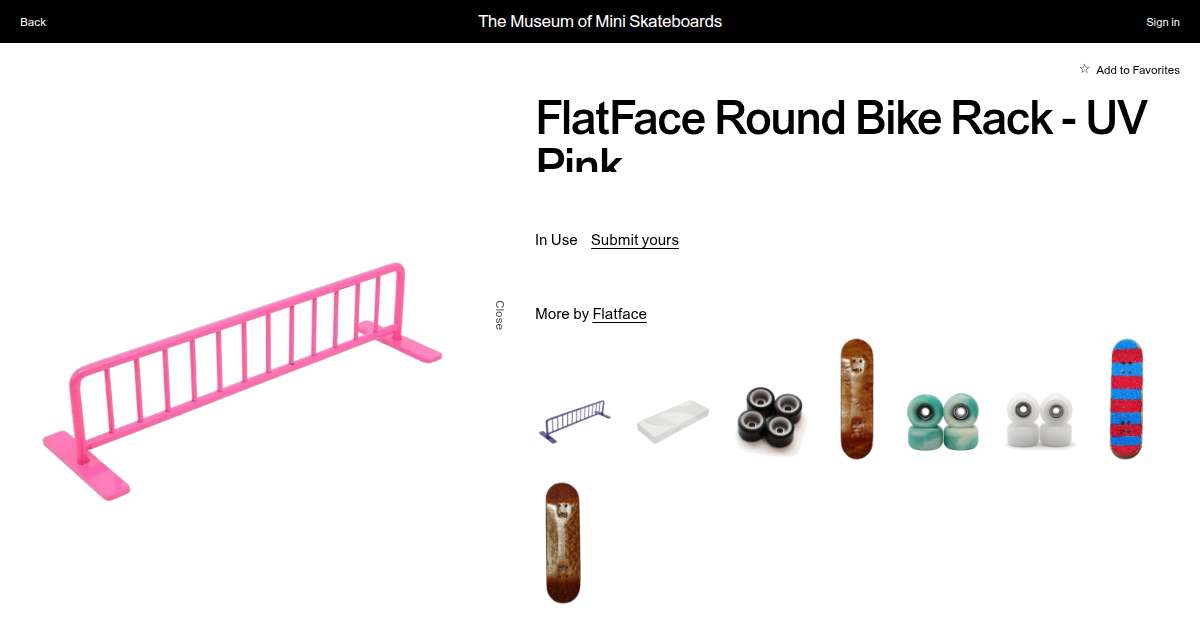 Back
The Museum of Mini Skateboards
Sign in
☆ Add to Favorites
FlatFace Round Bike Rack - UV
Pink
In Use Submit yours
Close
More by Flatface